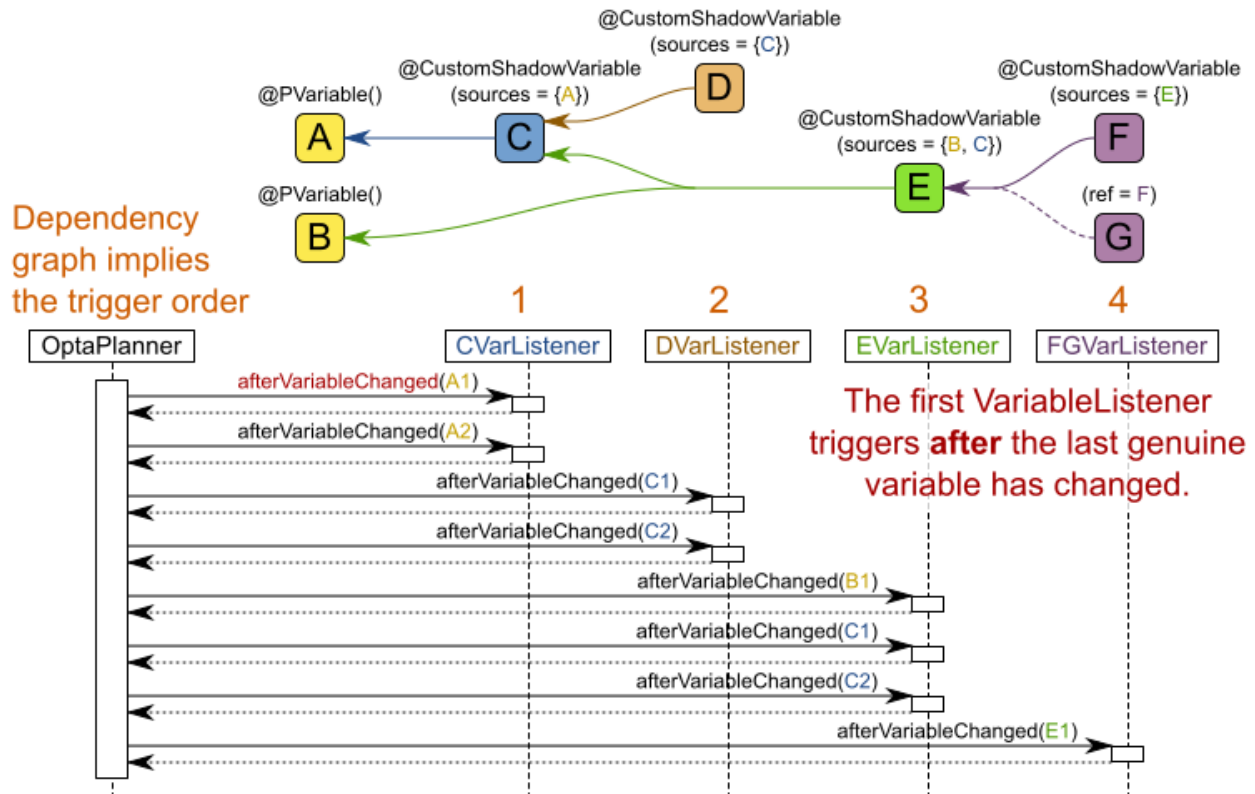 @CustomShadowVariable
(sources = {C})
D
@CustomShadowVariable
(sources = {A})
C
@CustomShadowVariable
(sources = {E})
F
@PVariable()
A
@CustomShadowVariable
(sources = {B, C})
E
@PVariable()
B
(ref = F)
G
Dependency
graph implies
the trigger order
1
2
3
4
OptaPlanner
CVarListener
DVarListener
EVarListener
FGVarListener
afterVariableChanged(A1)
afterVariableChanged(A2)
The first VariableListener
triggers after the last genuine
variable has changed.
afterVariableChanged(C1)
afterVariableChanged(C2)
afterVariableChanged(B1)
afterVariableChanged(C1)
afterVariableChanged(C2)
afterVariableChanged(E1)